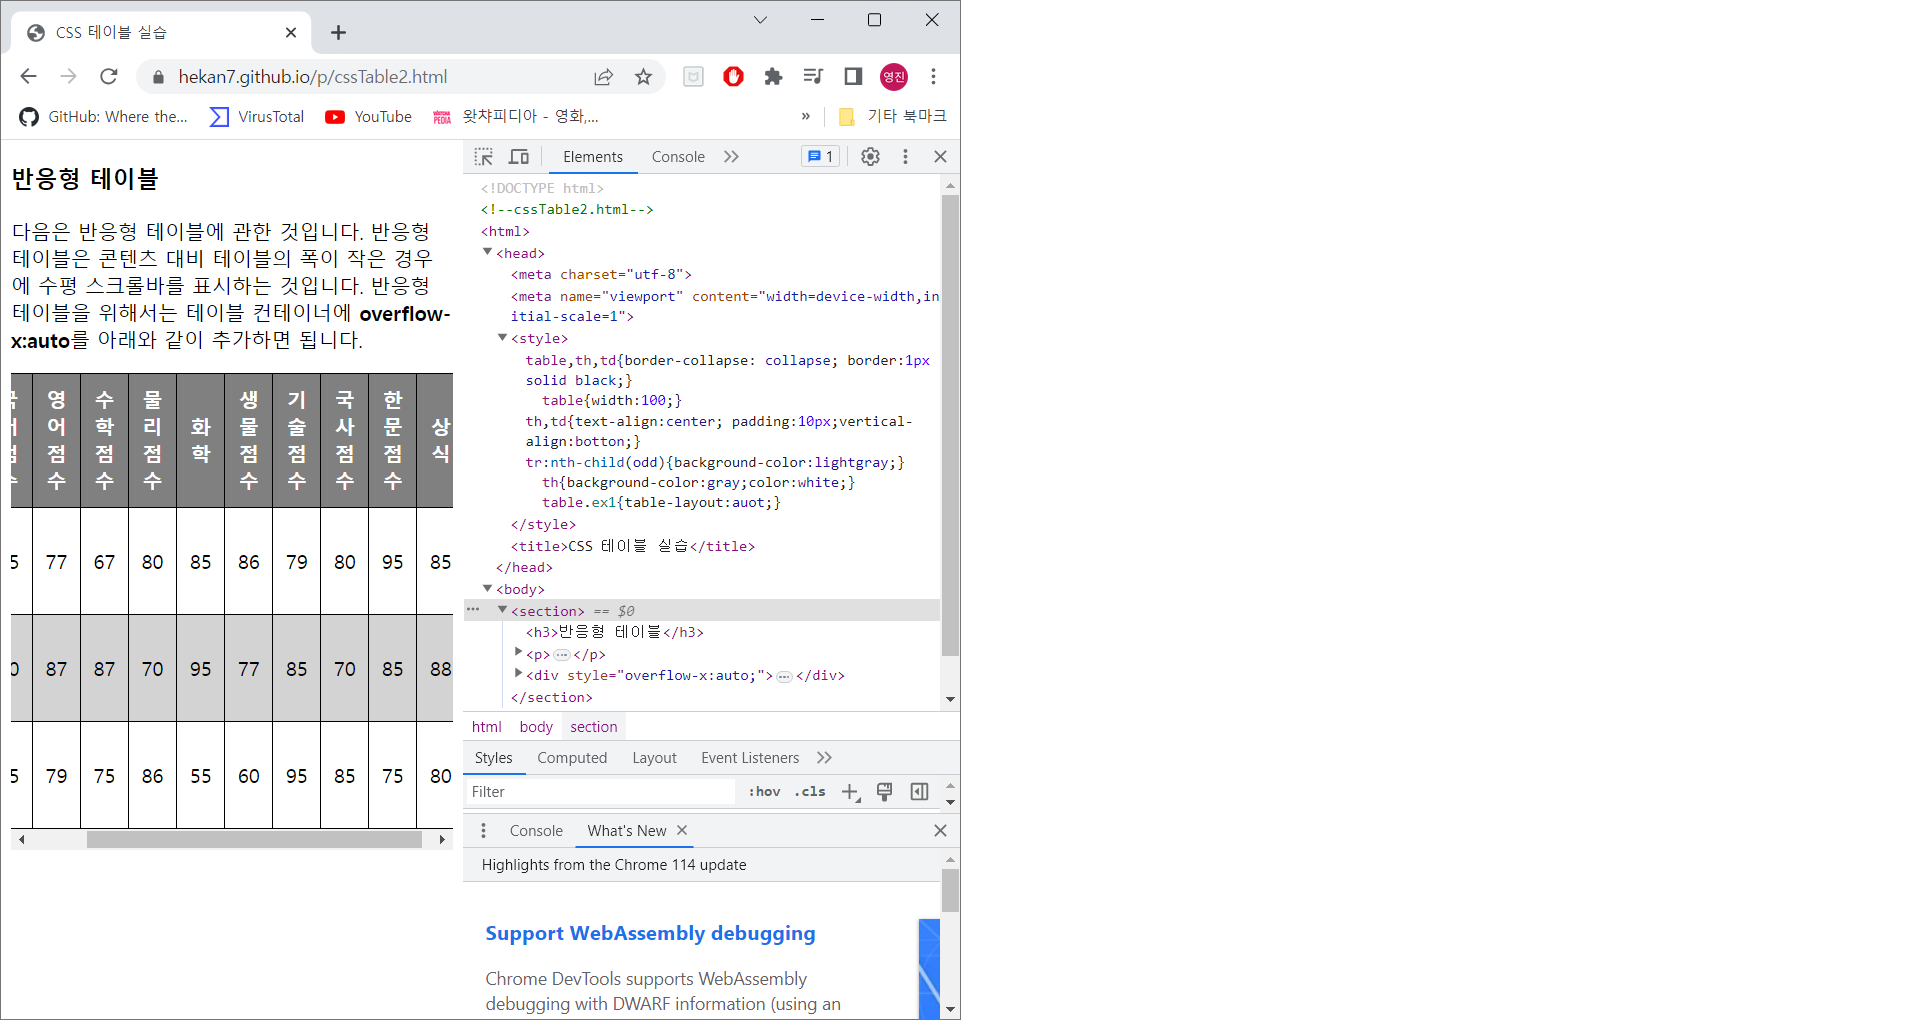 CSS 테이블 실습
hekan7.github.io/p/cssTable2.html
영진
GitHub: Where the...
VirusTotal
YouTube
WATCHA PEDIA
왓챠피디아 - 영화,...
»
기타 북마크
반응형 테이블
다음은 반응형 테이블에 관한 것입니다. 반응형
테이블은 콘텐츠 대비 테이블의 폭이 작은 경우
에 수평 스크롤바를 표시하는 것입니다. 반응형
테이블을 위해서는 테이블 컨테이너에 overflow-
x:auto를 아래와 같이 추가하면 됩니다.
영어점수 수학점수 물리점수 화학 생물점수 기술점수 국사점수 한문점수 상식
5 77 67 80 85 86 79 80 95 85
0 87 87 70 95 77 85 70 85 88
5 79 75 86 55 60 95 85 75 80
Elements Console 1
<!DOCTYPE html>
<!--cssTable2.html-->
<html>
<head>
<meta charset="utf-8">
<meta name="viewport" content="width=device-width,in
itial-scale=1">
<style>
table,th,td{border-collapse: collapse; border:1px
solid black;}
table{width:100;}
th,td{text-align:center; padding:10px;vertical-
align:botton;}
tr:nth-child(odd){background-color:lightgray;}
th{background-color:gray;color:white;}
table.ex1{table-layout:auot;}
</style>
<title>CSS 테이블 실습</title>
</head>
<body>
<section> == $0
<h3>반응형 테이블</h3>
<p>…</p>
<div style="overflow-x:auto;">…</div>
</section>
html body section
Styles Computed Layout Event Listeners
Filter :hov .cls
Console What's New
Highlights from the Chrome 114 update
Support WebAssembly debugging
Chrome DevTools supports WebAssembly
debugging with DWARF information (using an